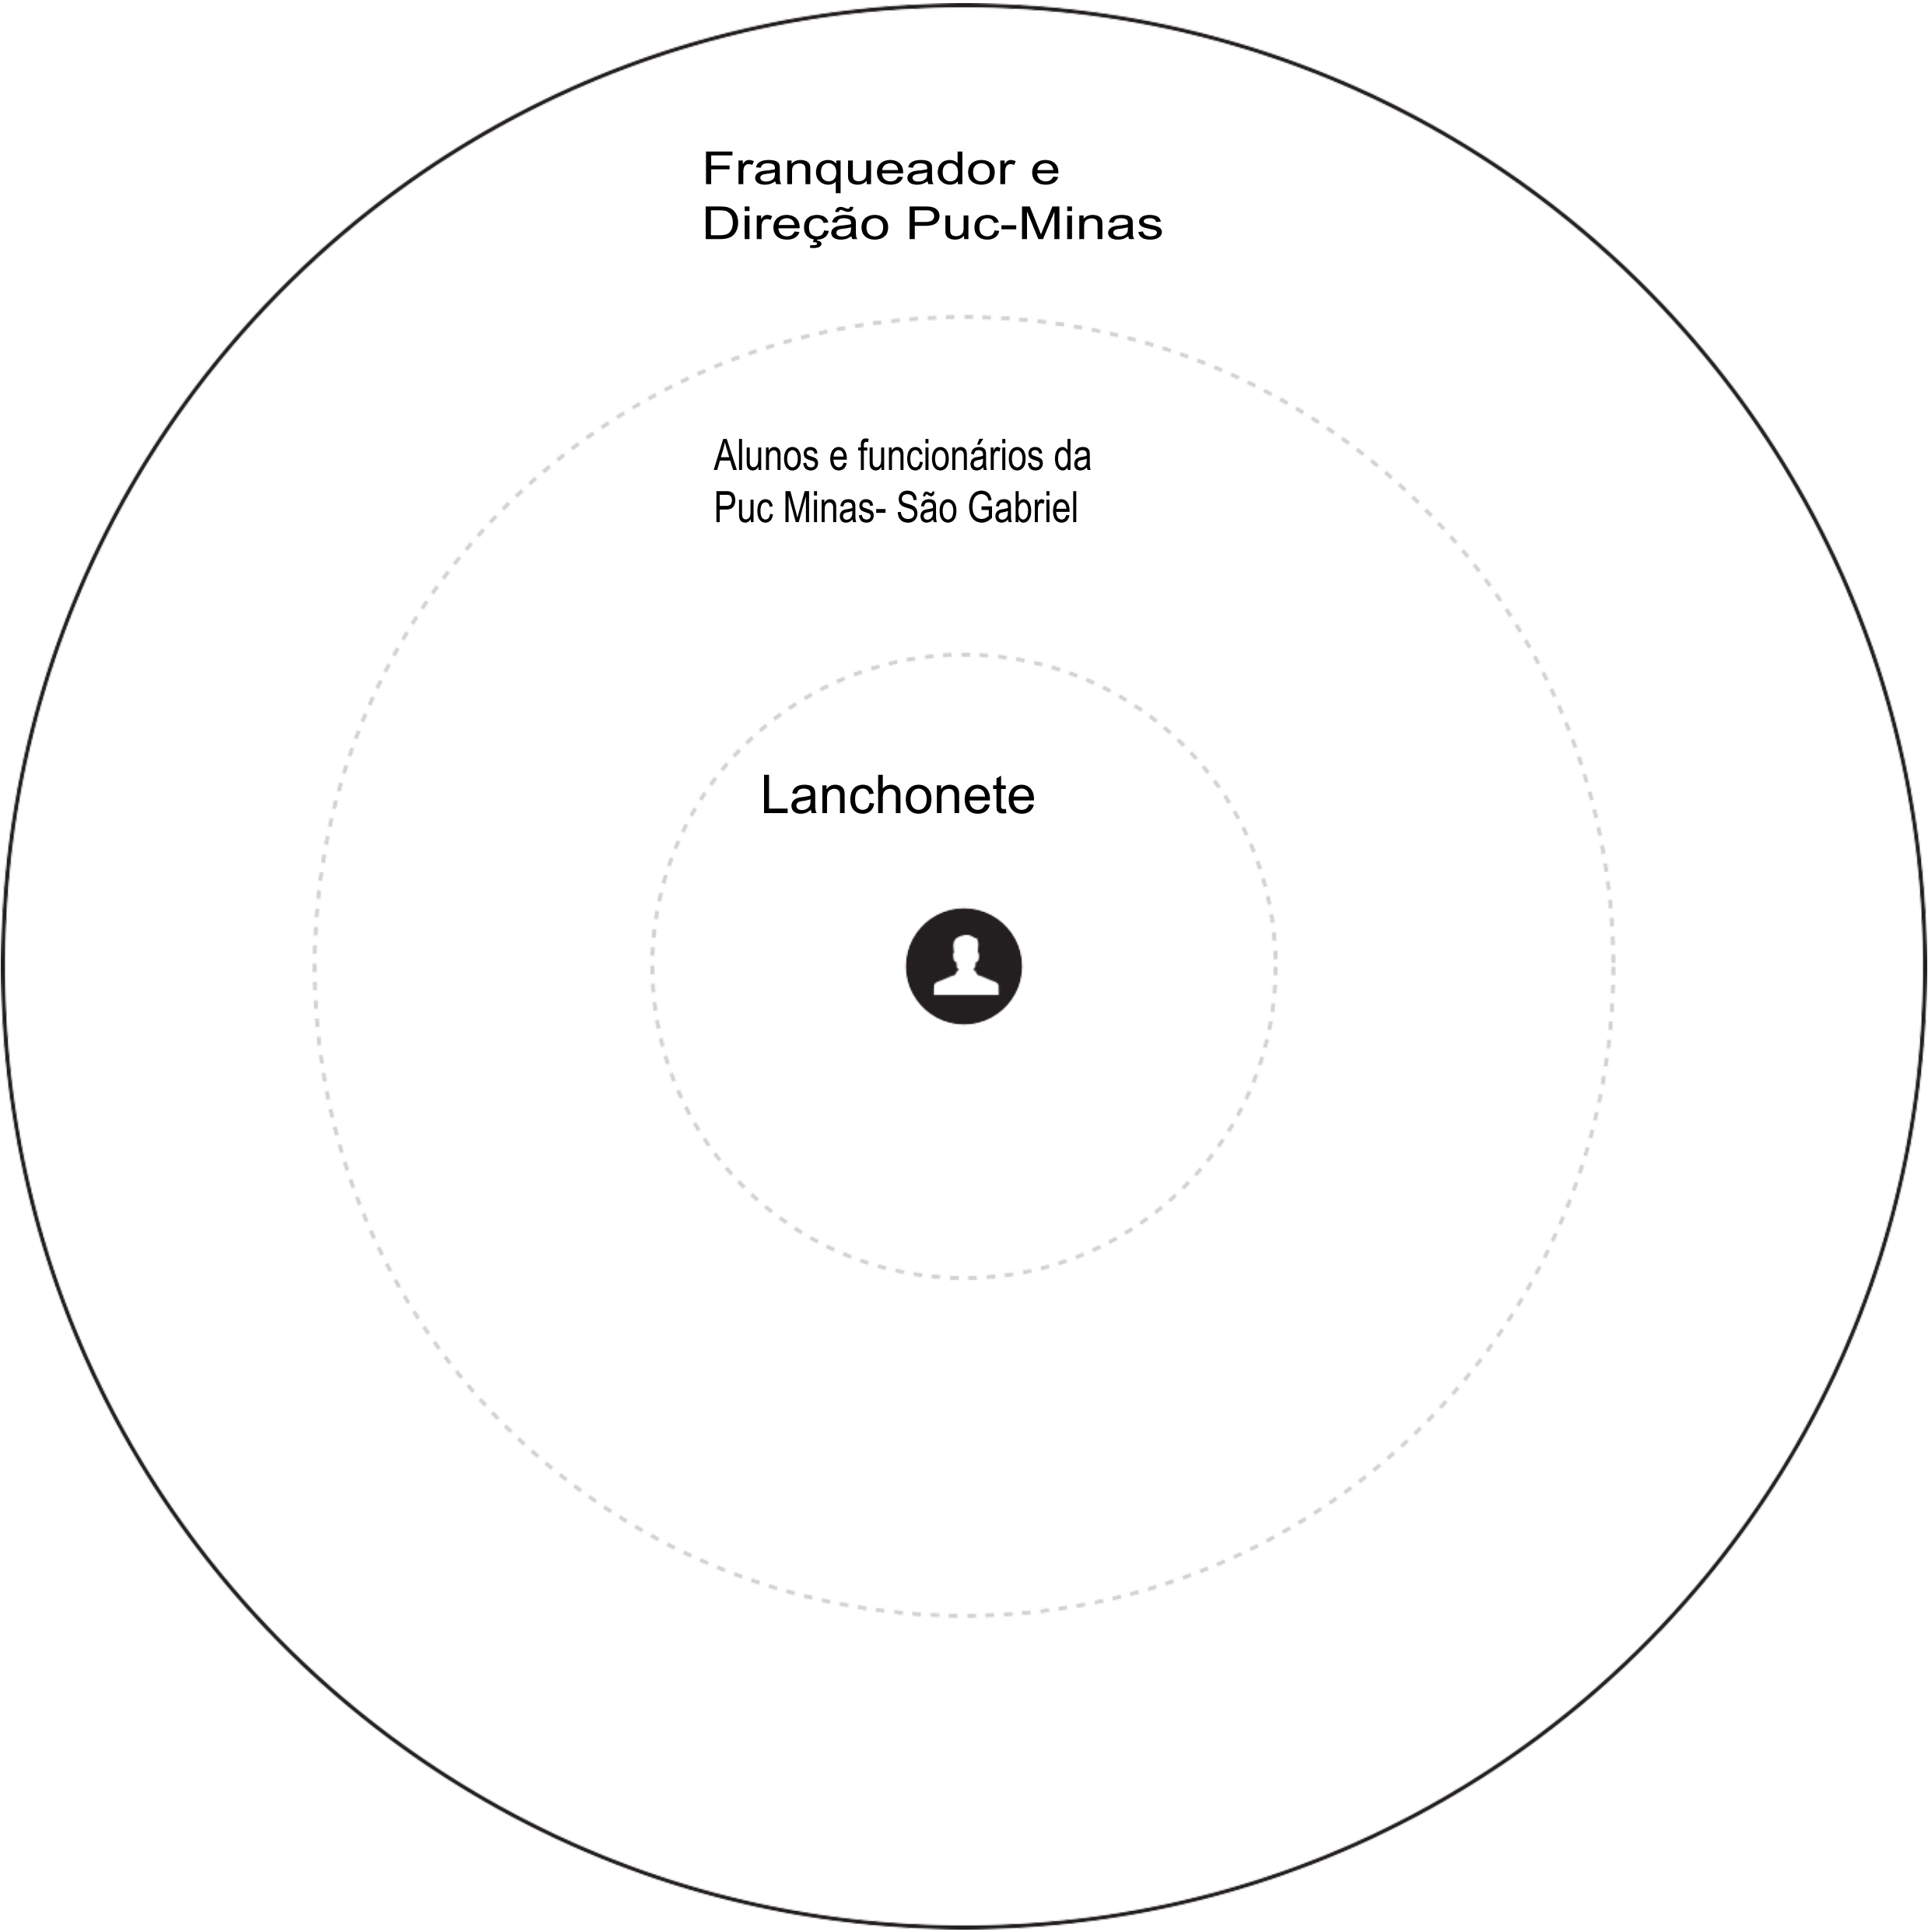 Franqueador e
Direção Puc-Minas
Alunos e funcionários da
Puc Minas- São Gabriel
Lanchonete